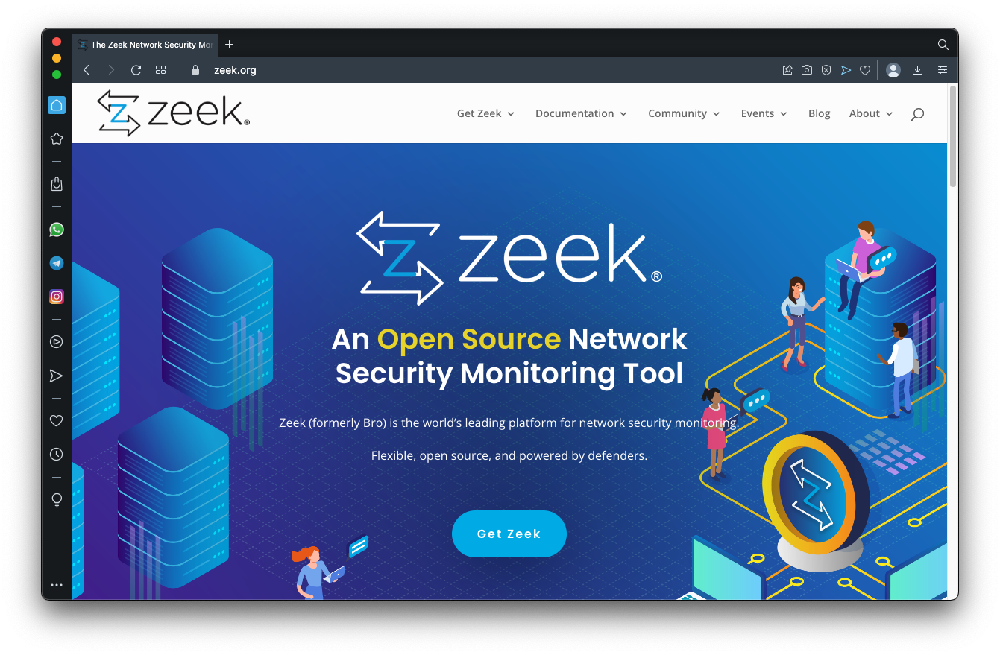 The Zeek Network Security Mo
zeek.org
zeek®
Get Zeek
Documentation
Community
Events
Blog
About
zeek®
An Open Source Network
Security Monitoring Tool
Zeek (formerly Bro) is the world’s leading platform for network security monitoring.
Flexible, open source, and powered by defenders.
Get Zeek